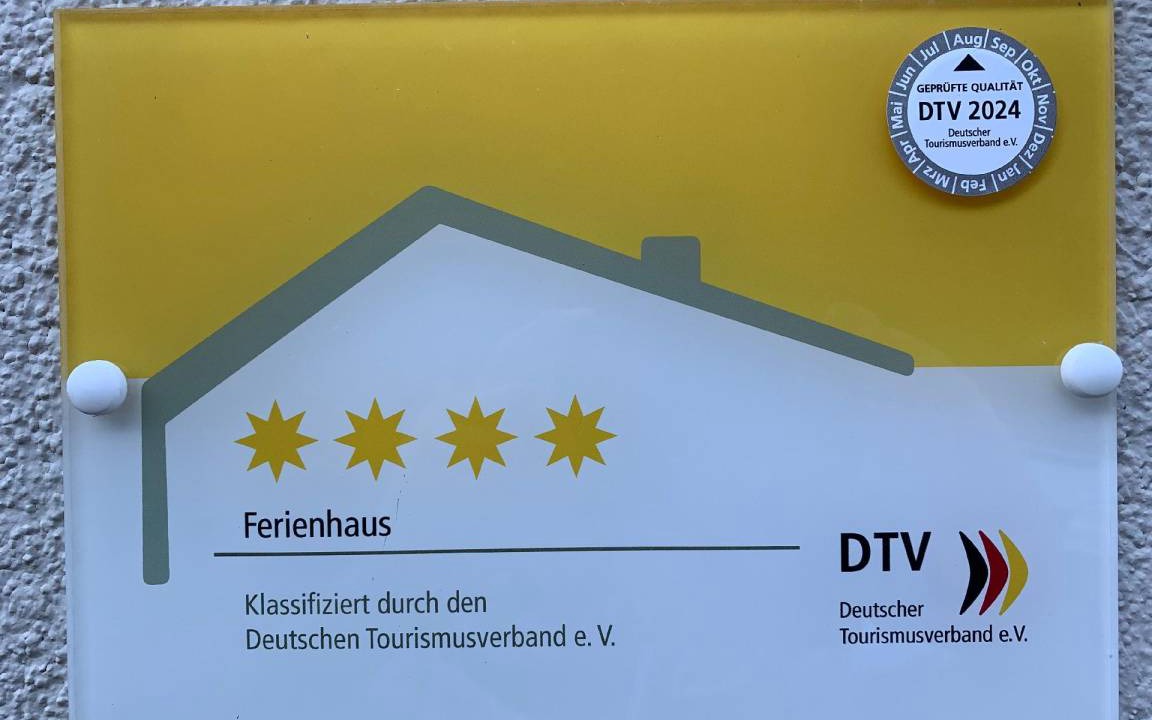 Jan Feb Mrz Apr Mai Jun Jul Aug Sep Okt Nov Dez
GEPRÜFTE QUALITÄT
DTV 2024
Deutscher
Tourismusverband e.V.
Ferienhaus
Klassifiziert durch den
Deutschen Tourismusverband e. V.
DTV
Deutscher
Tourismusverband e.V.